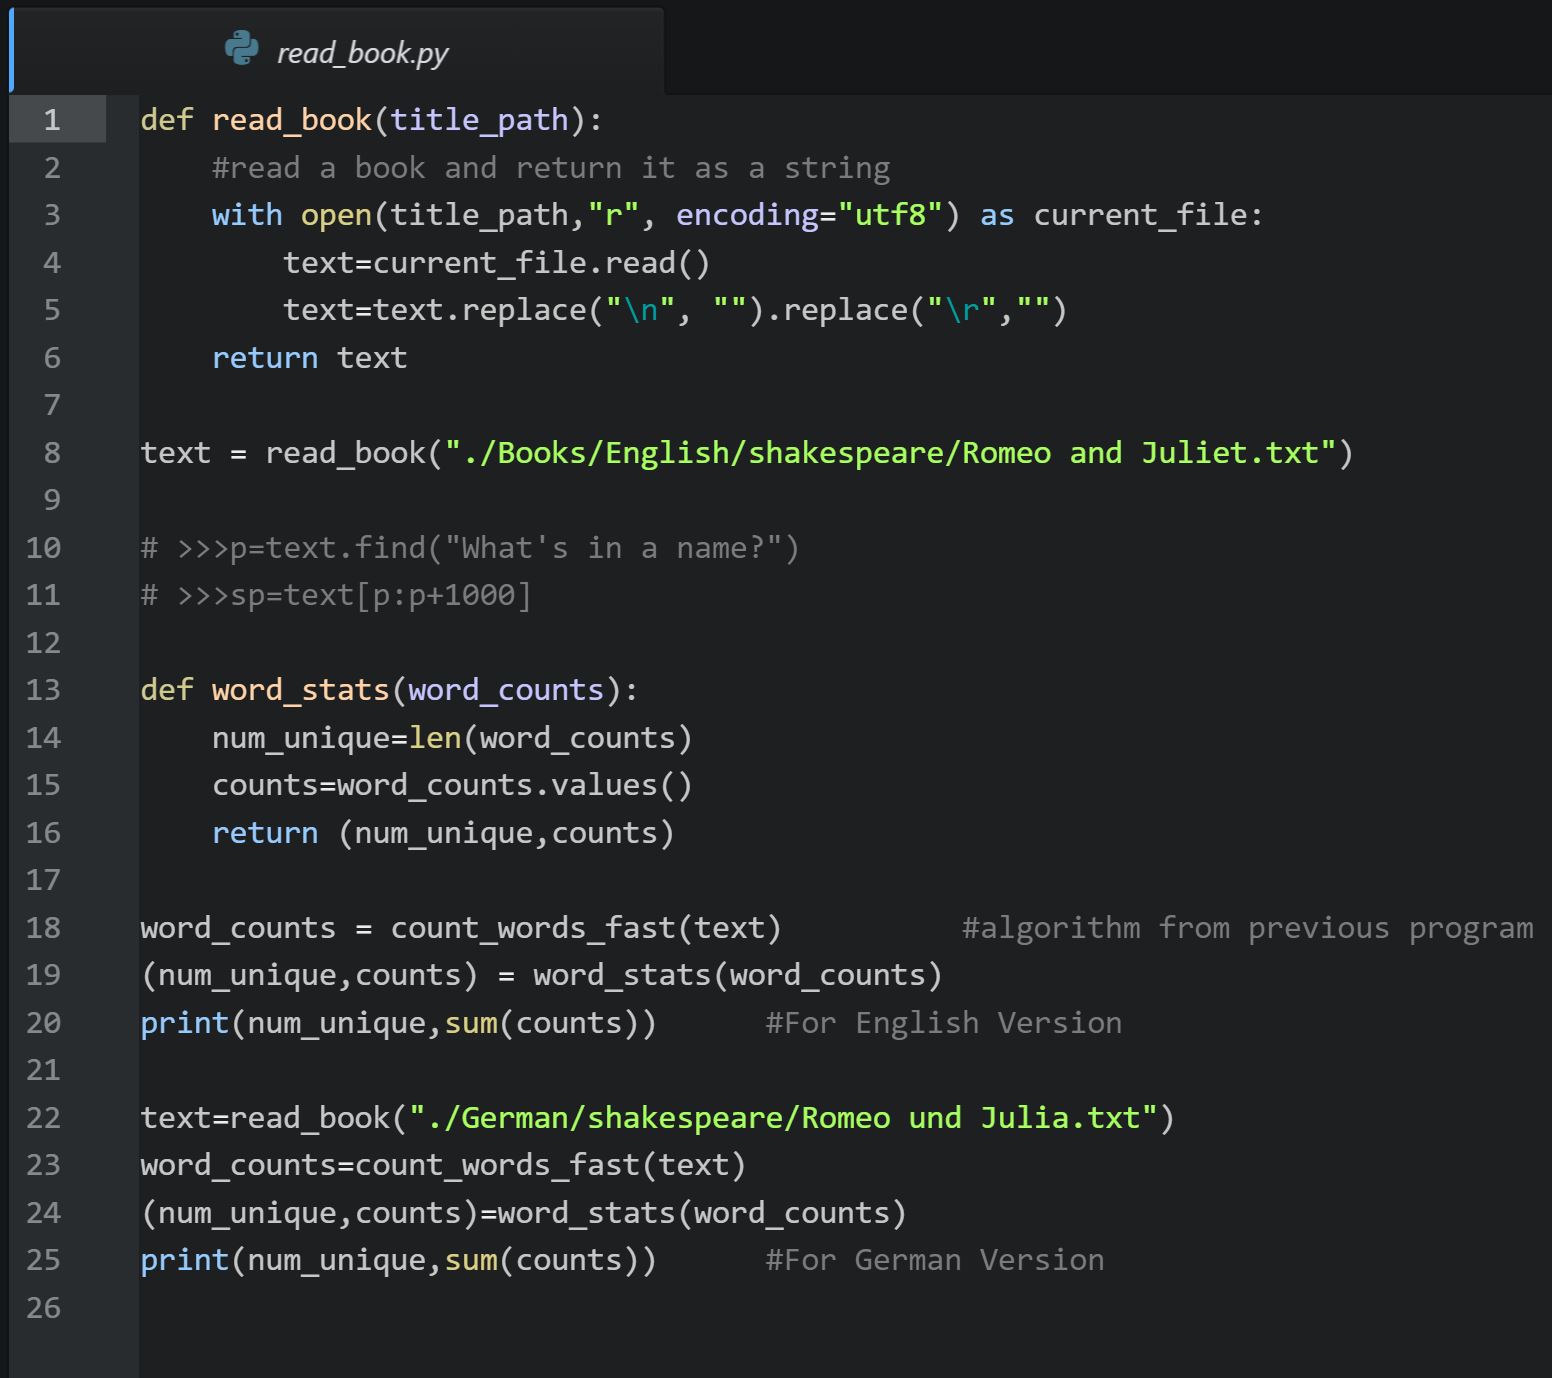 read_book.py
1 def read_book(title_path):
2     #read a book and return it as a string
3     with open(title_path,"r", encoding="utf8") as current_file:
4         text=current_file.read()
5         text=text.replace("\n", "").replace("\r","")
6     return text
7
8 text = read_book("./Books/English/shakespeare/Romeo and Juliet.txt")
9
10 # >>>p=text.find("What's in a name?")
11 # >>>sp=text[p:p+1000]
12
13 def word_stats(word_counts):
14     num_unique=len(word_counts)
15     counts=word_counts.values()
16     return (num_unique,counts)
17
18 word_counts = count_words_fast(text)          #algorithm from previous program
19 (num_unique,counts) = word_stats(word_counts)
20 print(num_unique,sum(counts))      #For English Version
21
22 text=read_book("./German/shakespeare/Romeo und Julia.txt")
23 word_counts=count_words_fast(text)
24 (num_unique,counts)=word_stats(word_counts)
25 print(num_unique,sum(counts))      #For German Version
26